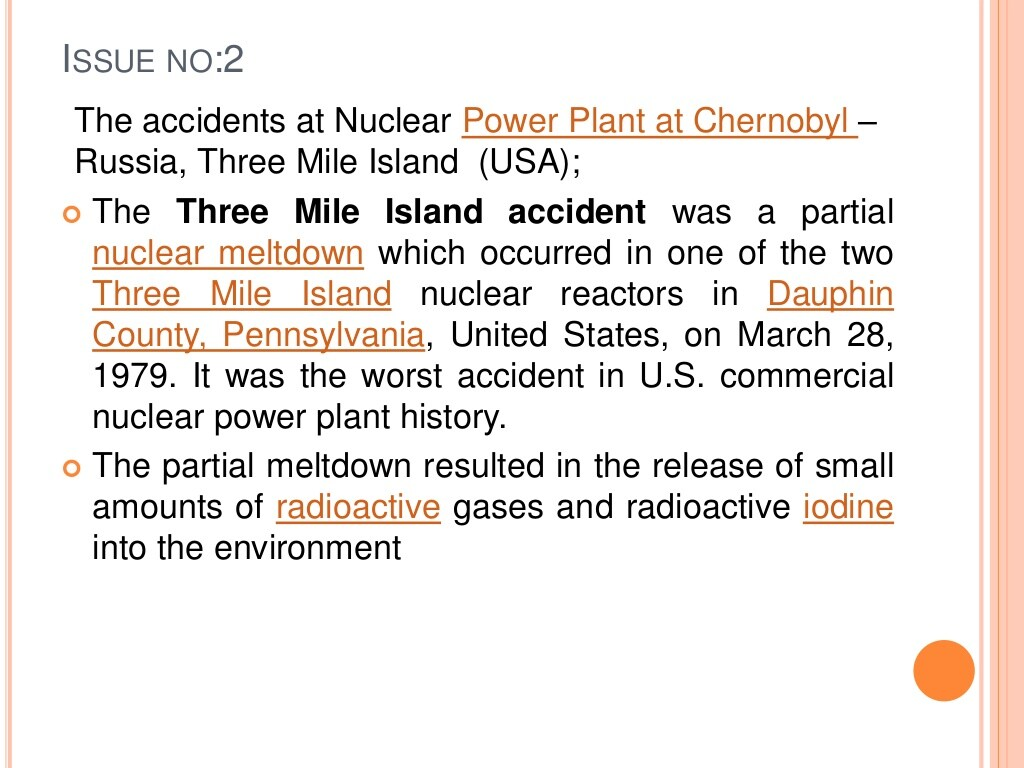 Issue no:2
The accidents at Nuclear Power Plant at Chernobyl –
Russia, Three Mile Island (USA);
The Three Mile Island accident was a partial
nuclear meltdown which occurred in one of the two
Three Mile Island nuclear reactors in Dauphin
County, Pennsylvania, United States, on March 28,
1979. It was the worst accident in U.S. commercial
nuclear power plant history.
The partial meltdown resulted in the release of small
amounts of radioactive gases and radioactive iodine
into the environment